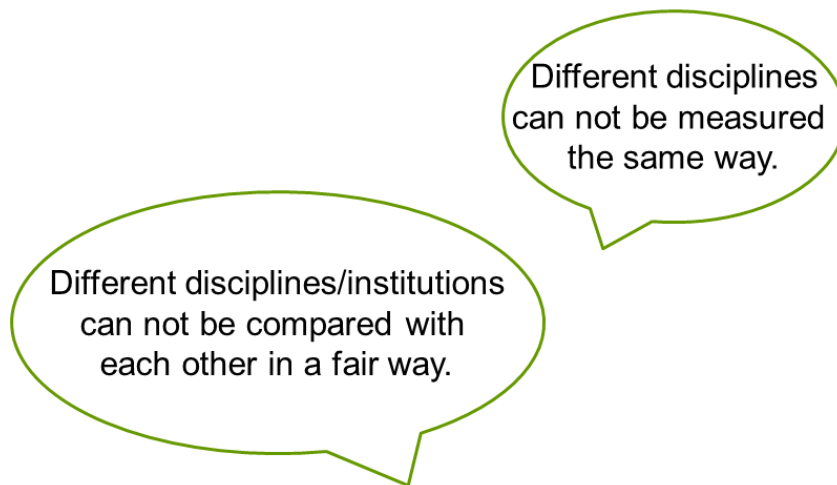 Different disciplines
can not be measured
the same way.
Different disciplines/institutions
can not be compared with
each other in a fair way.